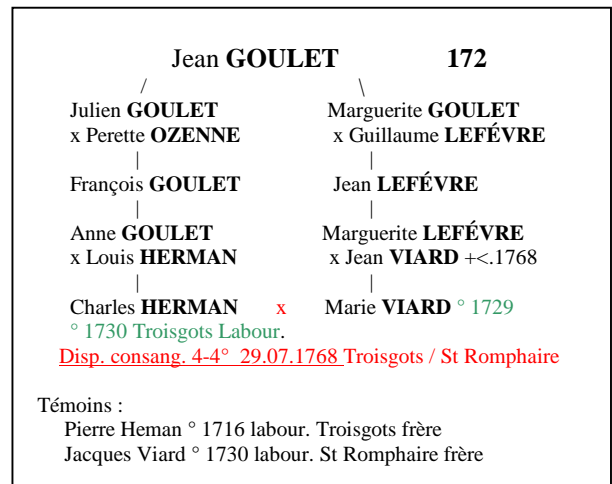 Jean GOULET 172
/ \
Julien GOULET Marguerite GOULET
x Perette OZENNE x Guillaume LEFÉVRE
| |
François GOULET Jean LEFÉVRE
| |
Anne GOULET Marguerite LEFÉVRE
x Louis HERMAN x Jean VIARD +<.1768
| |
Charles HERMAN x Marie VIARD ° 1729
° 1730 Troisgots Labour.
Disp. consang. 4-4° 29.07.1768 Troisgots / St Romphaire
Témoins :
Pierre Heman ° 1716 labour. Troisgots frère
Jacques Viard ° 1730 labour. St Romphaire frère